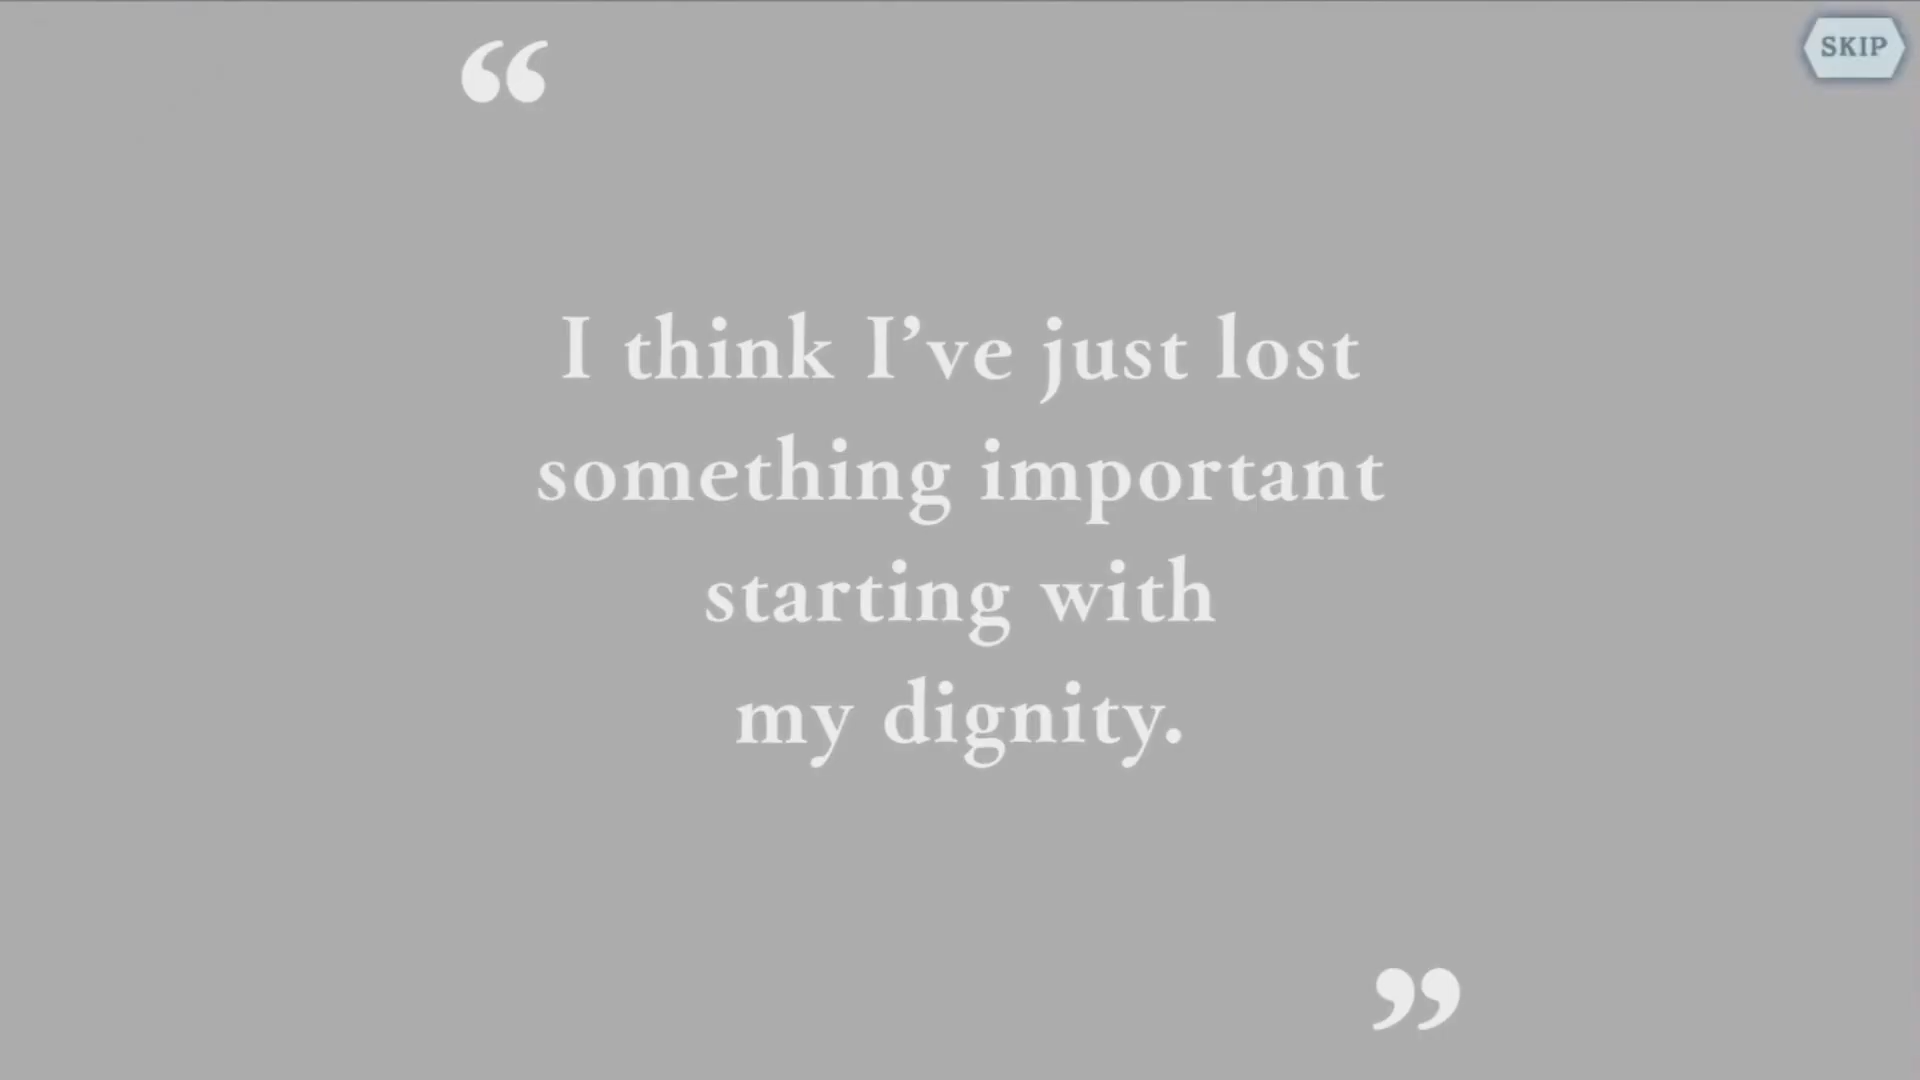 “
SKIP
I think I’ve just lost
something important
starting with
my dignity.
”